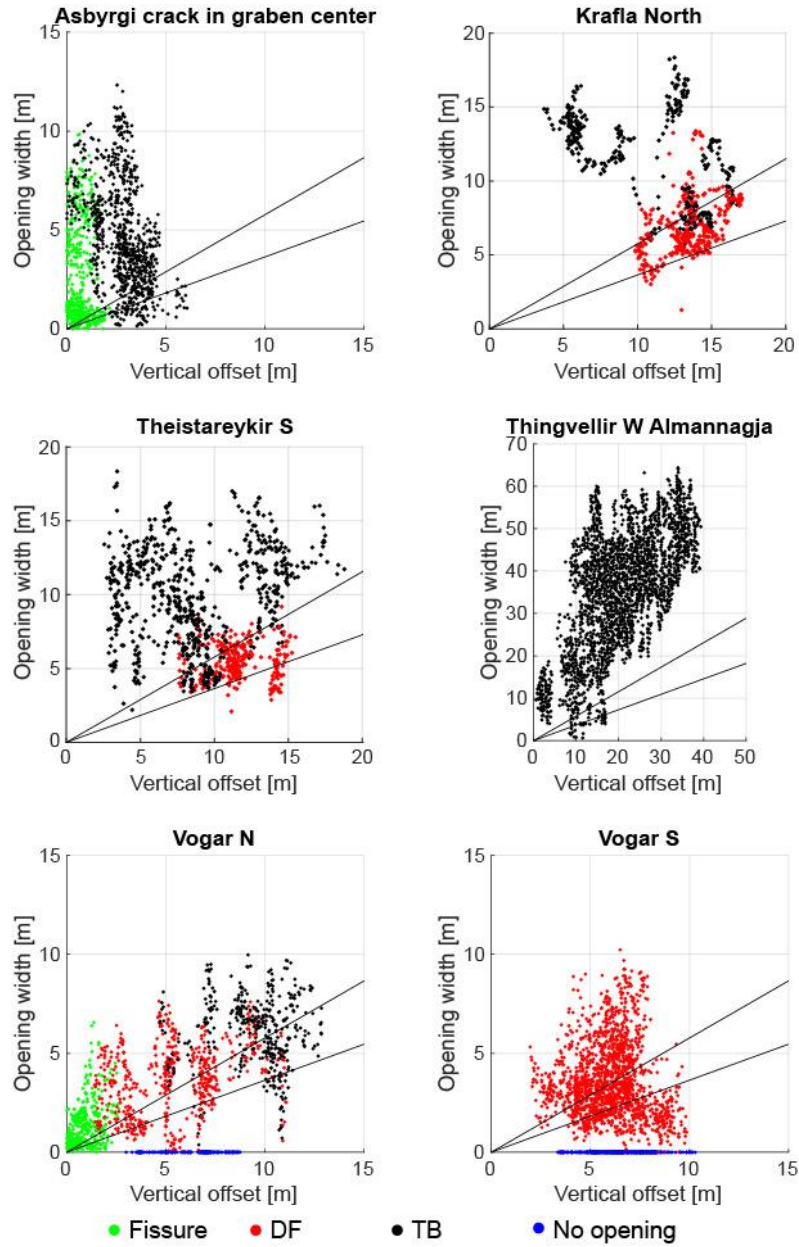 Asbyrgi crack in graben center
Krafla North
15
10
5
0
Opening width [m]
0 5 10 15
Vertical offset [m]
20
15
10
5
0
Opening width [m]
0 5 10 15 20
Vertical offset [m]
Theistareykir S
Thingvellir W Almannagja
20
15
10
5
0
Opening width [m]
0 5 10 15 20
Vertical offset [m]
70
60
50
40
30
20
10
0
Opening width [m]
0 10 20 30 40 50
Vertical offset [m]
Vogar N
Vogar S
15
10
5
0
Opening width [m]
0 5 10 15
Vertical offset [m]
15
10
5
0
Opening width [m]
0 5 10 15
Vertical offset [m]
Fissure DF TB No opening